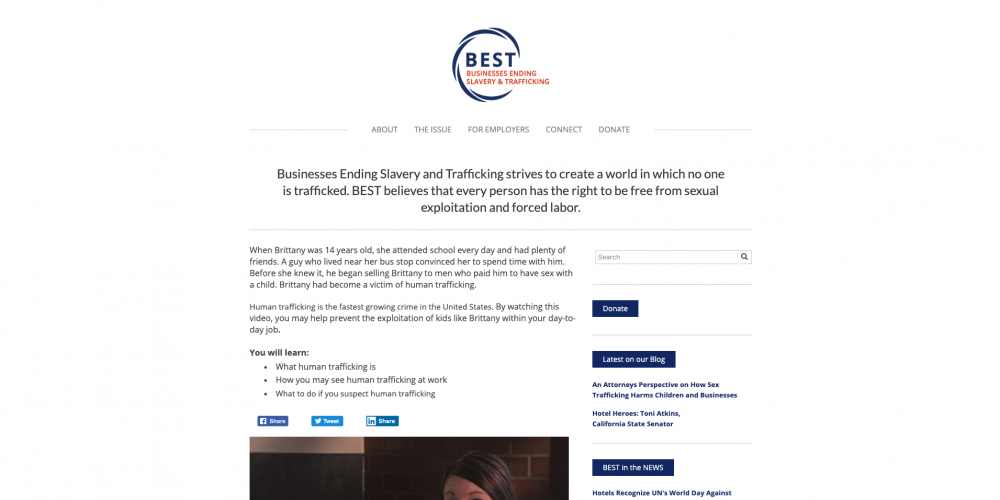 BEST
BUSINESSES ENDING
SLAVERY & TRAFFICKING
ABOUT THE ISSUE FOR EMPLOYERS CONNECT DONATE
Businesses Ending Slavery and Trafficking strives to create a world in which no one
is trafficked. BEST believes that every person has the right to be free from sexual
exploitation and forced labor.
When Brittany was 14 years old, she attended school every day and had plenty of
friends. A guy who lived near her bus stop convinced her to spend time with him.
Before she knew it, he began selling Brittany to men who paid him to have sex with
a child. Brittany had become a victim of human trafficking.
Human trafficking is the fastest growing crime in the United States. By watching this
video, you may help prevent the exploitation of kids like Brittany within your day-to-
day job.
You will learn:
• What human trafficking is
• How you may see human trafficking at work
• What to do if you suspect human trafficking
Share Tweet Share
Search
Donate
Latest on our Blog
An Attorneys Perspective on How Sex
Trafficking Harms Children and Businesses
Hotel Heroes: Toni Atkins,
California State Senator
BEST in the NEWS
Hotels Recognize UN's World Day Against